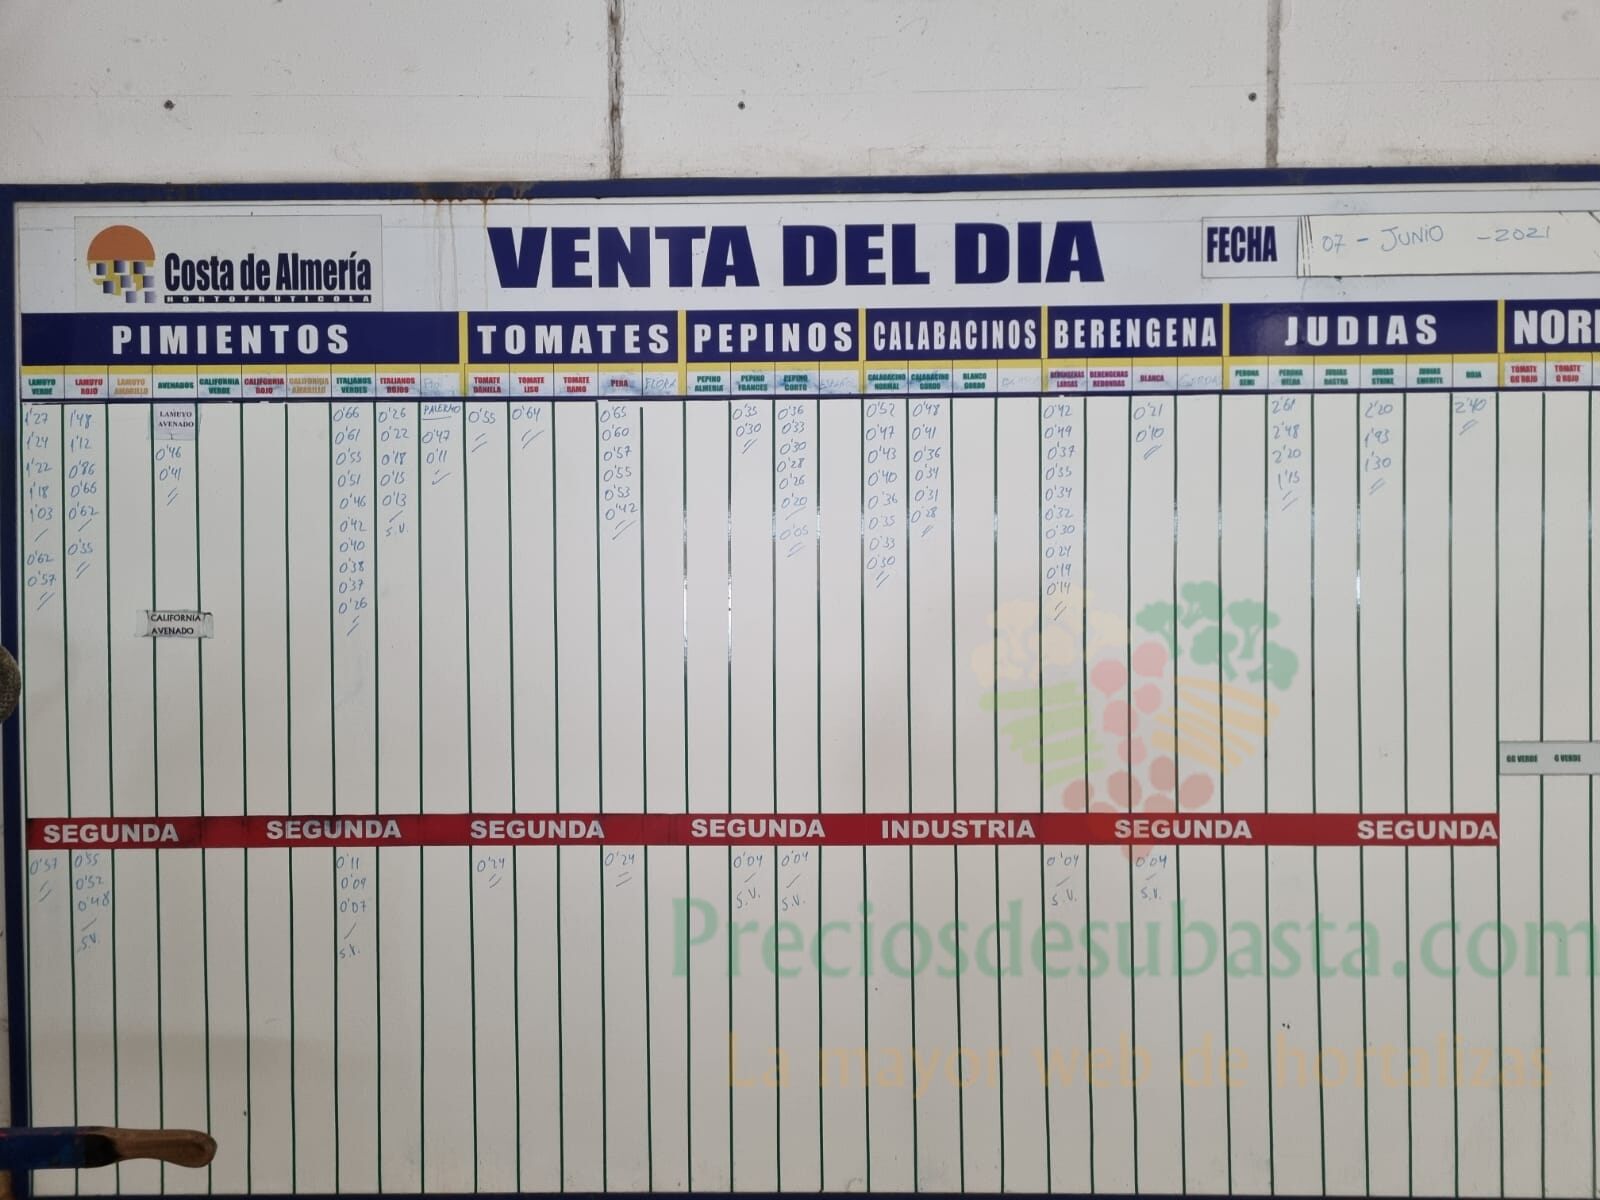 Costa de Almería
HORTOFRUTICOLA
VENTA DEL DIA
FECHA 07 - JUNIO - 2021
PIMIENTOS TOMATES PEPINOS CALABACINOS BERENGENA JUDIAS NORI
LAMUYO VERDE LAMUYO ROJO LAMUYO AMARILLO AVENADOS CALIFORNIA VERDE CALIFORNIA ROJO CALIFORNIA AMARILLO ITALIANOS VERDES ITALIANOS ROJOS TOMATE DANIELA TOMATE LISO TOMATE RAMO PERA FLORA PEPINO ALMERIA PEPINO FRANCES PEPINO CORTO CALABACINO NORMAL CALABACINO GORDO BLANCO GORDO BERENGENAS LARGAS BERENGENAS REDONDAS BLANCA GORDA PERONA SEMI PERONA HELDA JUDIAS RASTRA JUDIAS STRIKE JUDIAS EMERITE ROJA TOMATE GG ROJO TOMATE G ROJO
1'27 1'48 LAMUYO AVENADO 0'66 0'26 PALERMO 0'55 0'64 0'65 0'35 0'36 0'52 0'48 0'42 0'21 2'61 2'20 2'40
1'24 1'12 0'46 0'61 0'22 0'47 0'60 0'30 0'33 0'47 0'41 0'49 0'10 2'48 1'93
1'22 0'86 0'41 0'55 0'18 0'11 0'57 0'30 0'43 0'36 0'37 2'20 1'30
1'18 0'66 0'51 0'15 0'55 0'28 0'40 0'34 0'35 1'15
1'03 0'62 0'46 0'13 0'53 0'26 0'36 0'31 0'34
0'62 0'55 0'42 S.V. 0'42 0'20 0'35 0'28 0'32
0'57 0'40 0'05 0'33 0'30
0'38 0'30 0'24
0'37 0'19
0'26 0'14
CALIFORNIA
AVENADO
GG VERDE G VERDE
SEGUNDA SEGUNDA SEGUNDA SEGUNDA INDUSTRIA SEGUNDA SEGUNDA
0'57 0'55 0'11 0'24 0'24 0'04 0'04 0'04 0'04
0'52 0'09
0'48 0'07 S.V. S.V. S.V. S.V.
S.V. S.V.
Preciosdesubasta.com
La mayor web de hortalizas